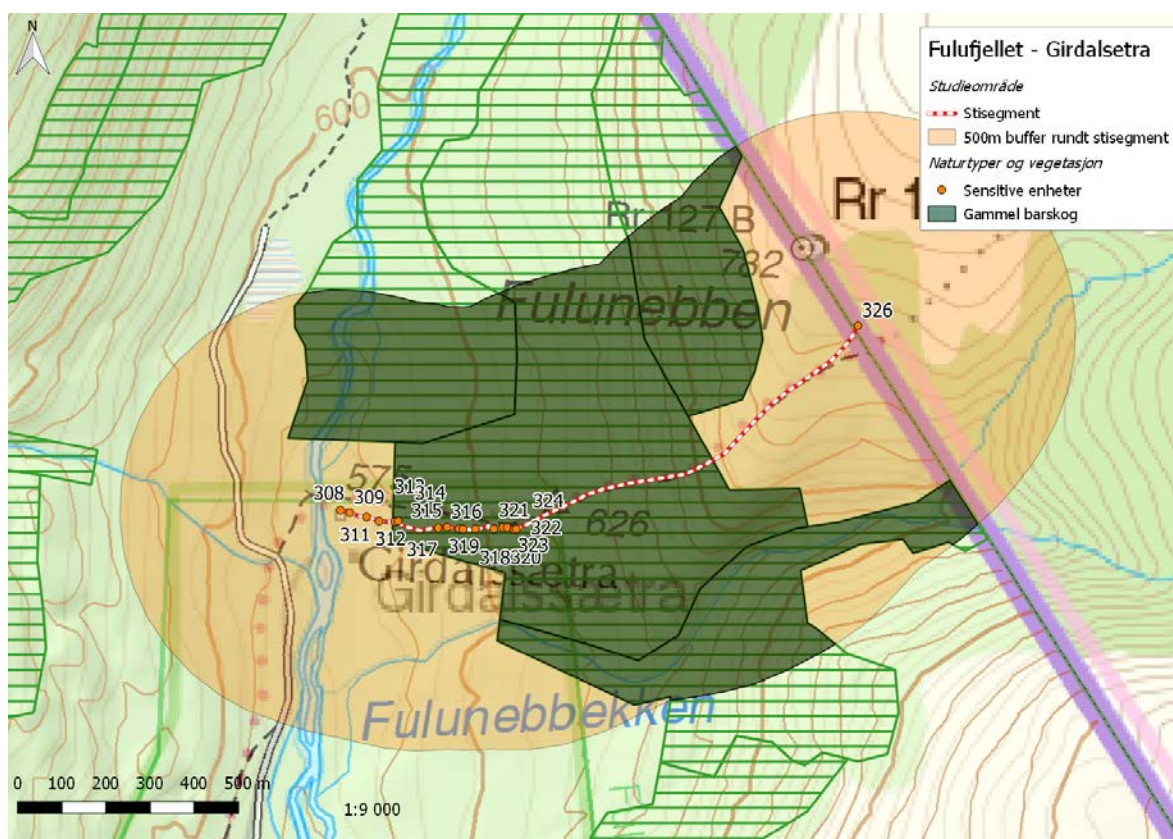 N
Fulufjellet - Girdalsetra
Studieområde
Stisegment
500m buffer rundt stisegment
Naturtyper og vegetasjon
Sensitive enheter
Gammel barskog
600
Rr 127 B
Rr 1
782
Fulunebben
326
575
308
309
313
314
315
316
321
324
626
311
312
317
319
318
320
322
323
Girdalssætra
Girdalssætra
Fulunebbekken
0 100 200 300 400 500 m
1:9 000